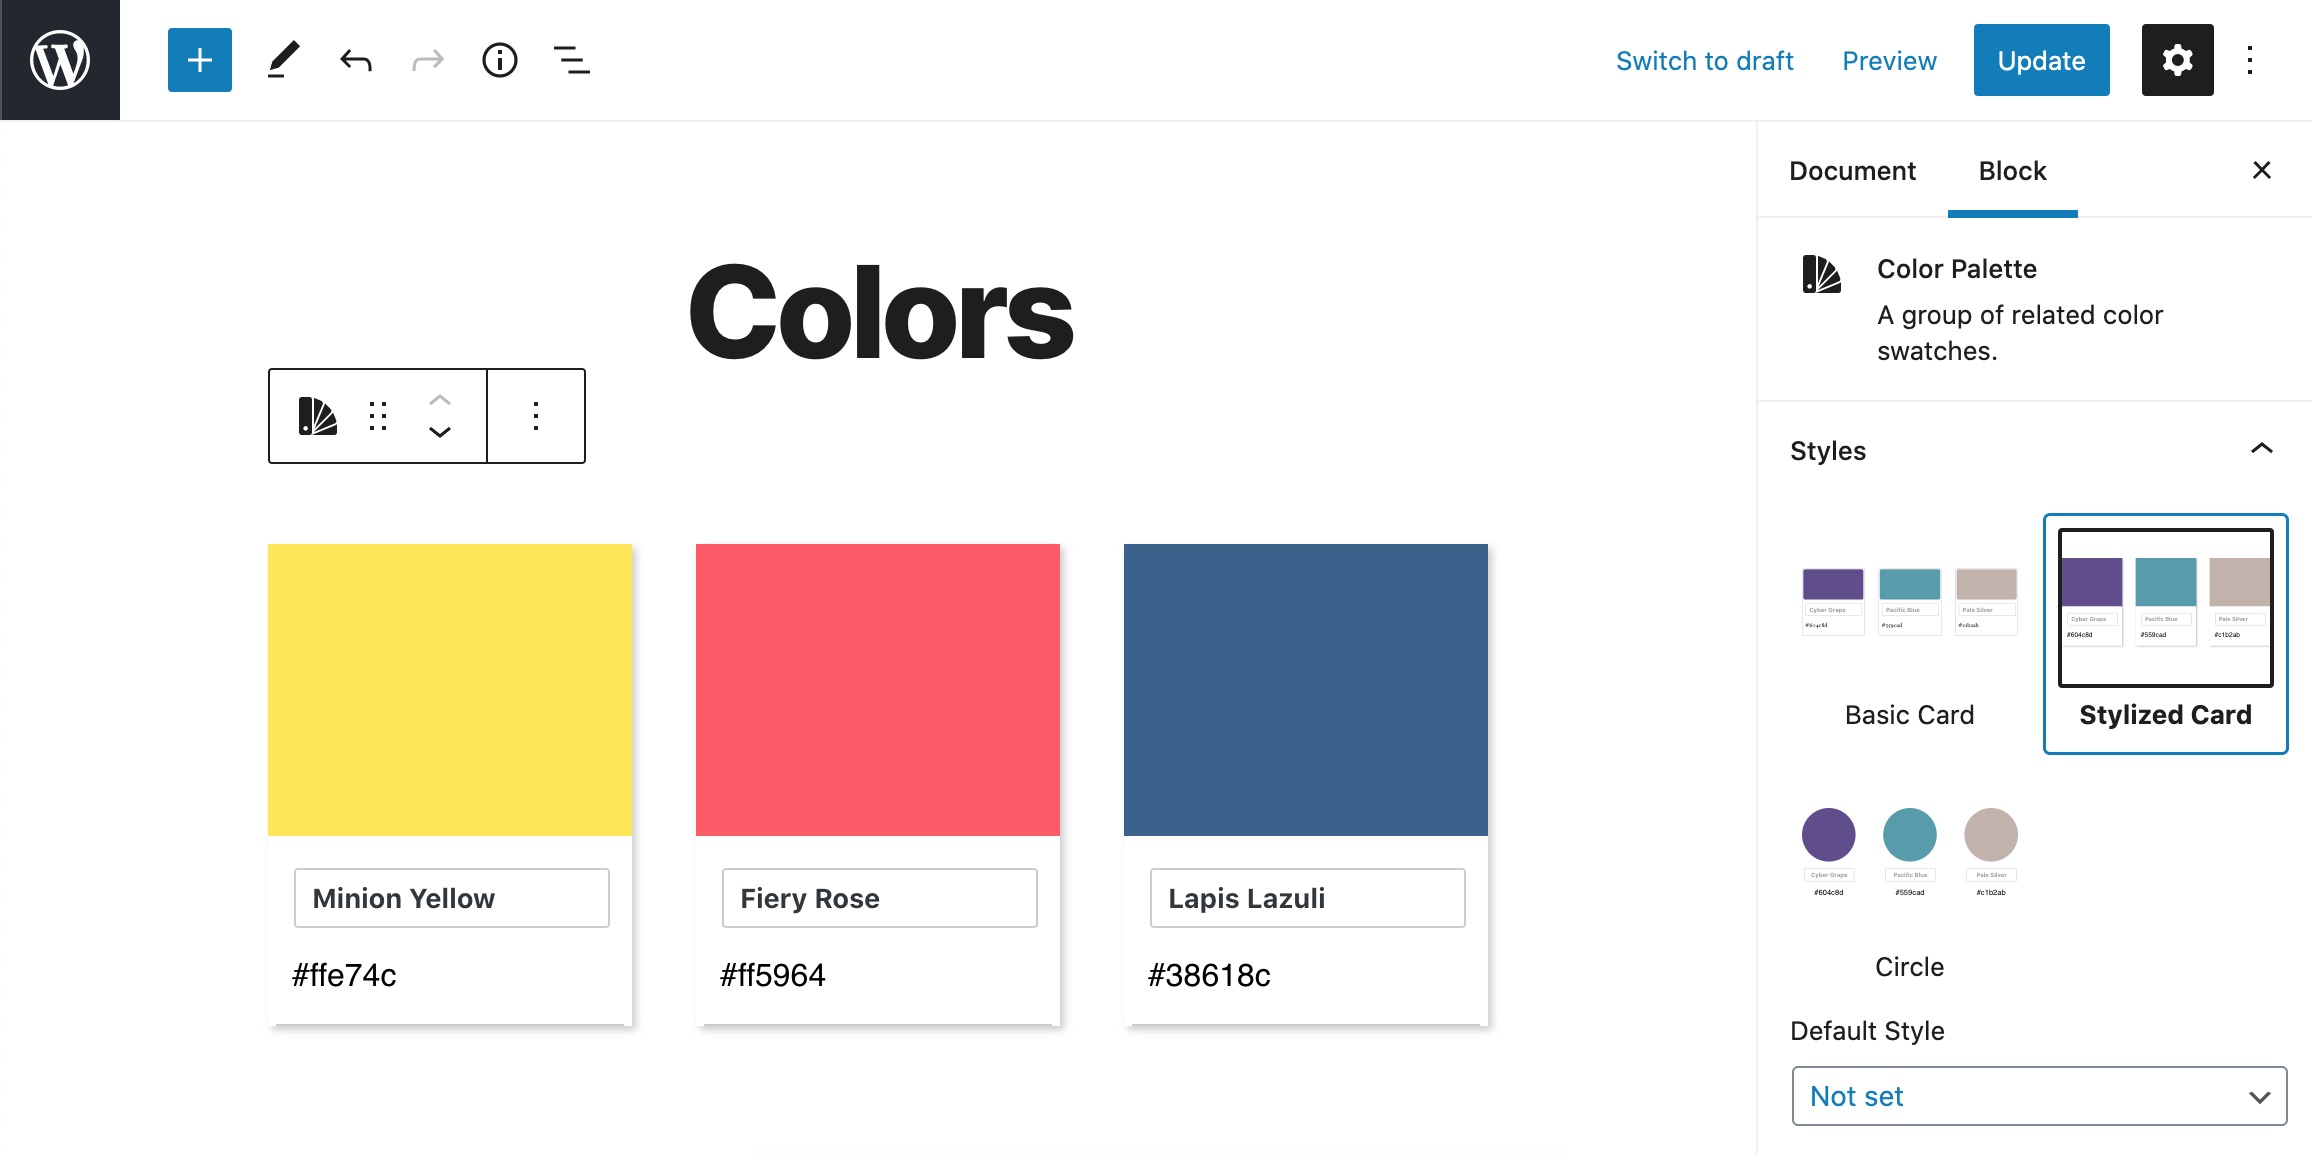 Switch to draft
Preview
Update
Document
Block
Colors
Color Palette
A group of related color
swatches.
Styles
Cyber Grape
Pacific Blue
Pale Silver
#604c8d
#559cad
#c1b2ab
Basic Card
Cyber Grape
Pacific Blue
Pale Silver
#604c8d
#559cad
#c1b2ab
Stylized Card
Cyber Grape
Pacific Blue
Pale Silver
#604c8d
#559cad
#c1b2ab
Circle
Default Style
Not set
Minion Yellow
#ffe74c
Fiery Rose
#ff5964
Lapis Lazuli
#38618c